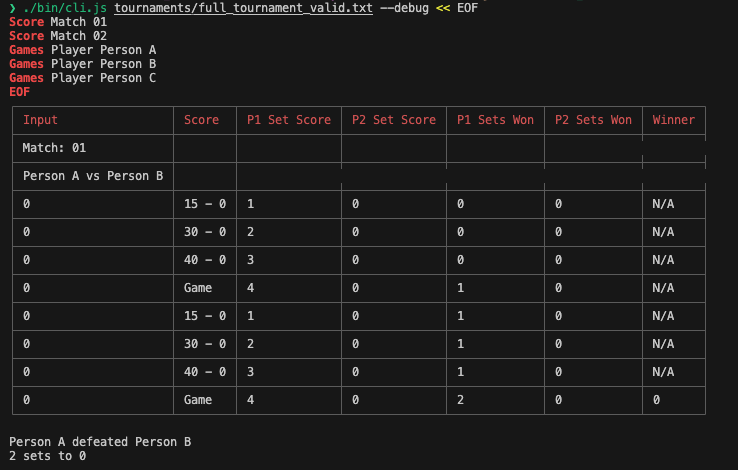 ❯ ./bin/cli.js tournaments/full_tournament_valid.txt --debug << EOF
Score Match 01
Score Match 02
Games Player Person A
Games Player Person B
Games Player Person C
EOF
Input Score P1 Set Score P2 Set Score P1 Sets Won P2 Sets Won Winner
Match: 01
Person A vs Person B
0 15 – 0 1 0 0 0 N/A
0 30 – 0 2 0 0 0 N/A
0 40 – 0 3 0 0 0 N/A
0 Game 4 0 1 0 N/A
0 15 – 0 1 0 1 0 N/A
0 30 – 0 2 0 1 0 N/A
0 40 – 0 3 0 1 0 N/A
0 Game 4 0 2 0 0
Person A defeated Person B
2 sets to 0